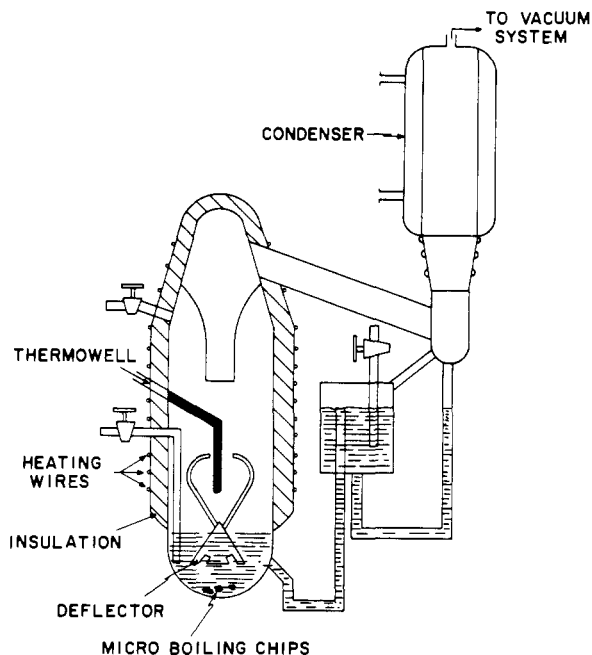 TO VACUUM
SYSTEM
CONDENSER
THERMOWELL
HEATING
WIRES
INSULATION
DEFLECTOR
MICRO BOILING CHIPS